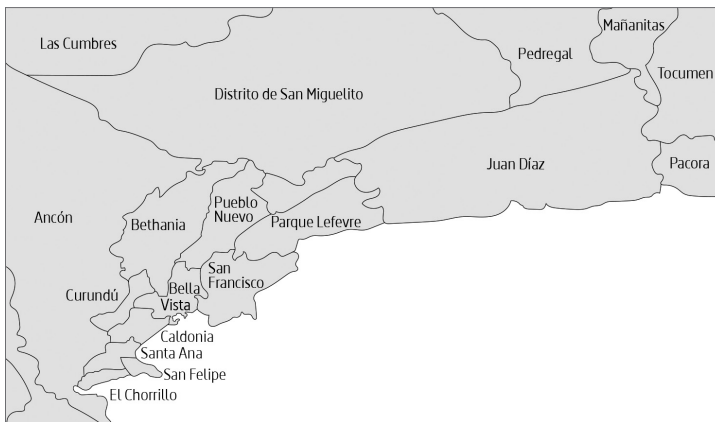 Mañanitas
Las Cumbres
Pedregal
Tocumen
Distrito de San Miguelito
Juan Díaz
Pacora
Pueblo
Nuevo
Ancón
Bethania
Parque Lefevre
San
Francisco
Curundú
Bella
Vista
Caldonia
Santa Ana
San Felipe
El Chorrillo